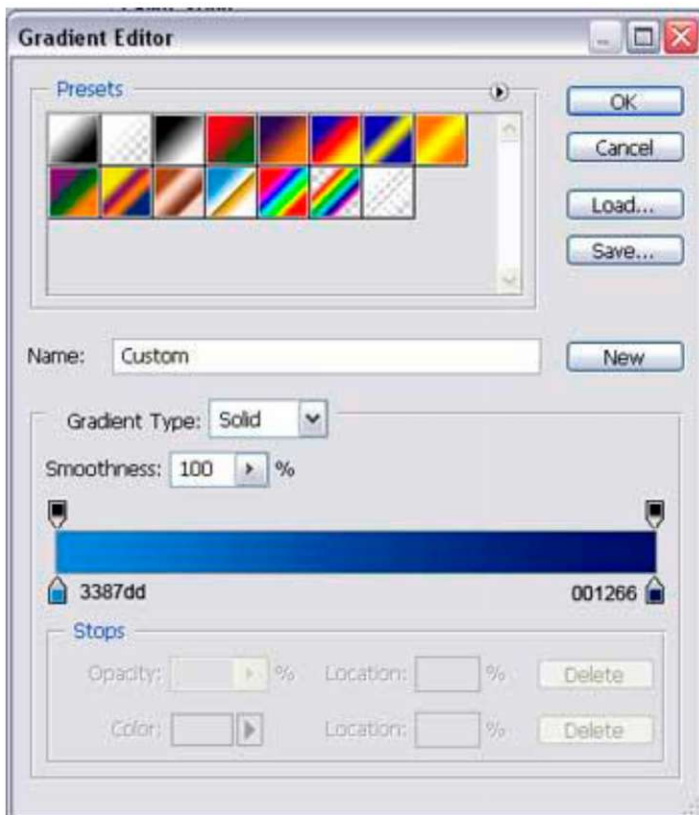 Gradient Editor
Presets
OK
Cancel
Load...
Save...
Name: Custom
New
Gradient Type: Solid
Smoothness: 100 %
3387dd 001266
Stops
Opacity: % Location: % Delete
Color: Location: % Delete